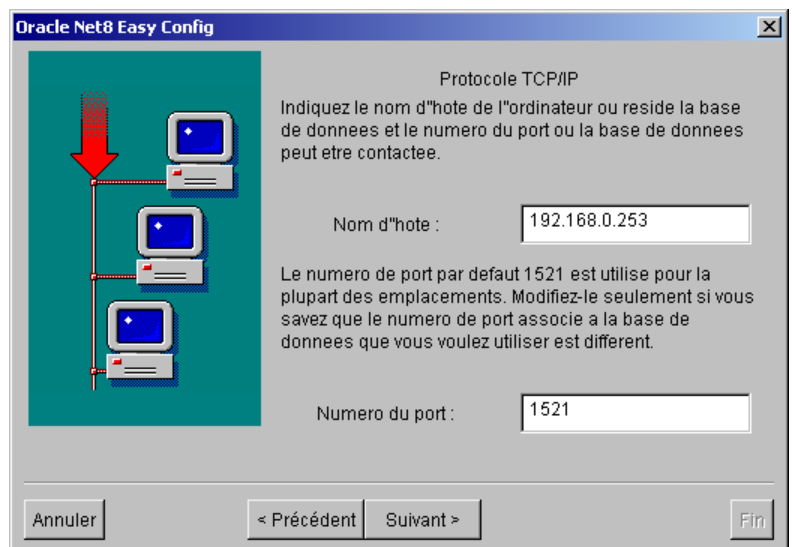 Oracle Net8 Easy Config
Protocole TCP/IP
Indiquez le nom d"hote de l"ordinateur ou reside la base
de donnees et le numero du port ou la base de donnees
peut etre contactee.
Nom d"hote : 192.168.0.253
Le numero de port par defaut 1521 est utilise pour la
plupart des emplacements. Modifiez-le seulement si vous
savez que le numero de port associe a la base de
donnees que vous voulez utiliser est different.
Numero du port : 1521
Annuler < Précédent Suivant > Fin